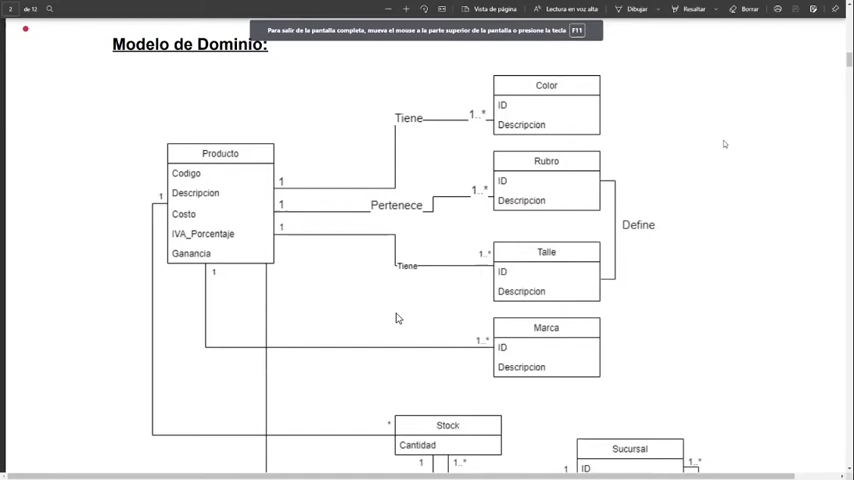 2 de 12
Vista de página
Lectura en voz alta
Dibujar
Resaltar
Borrar
Para salir de la pantalla completa, mueva el mouse a la parte superior de la pantalla o presione la tecla F11
Modelo de Dominio:
Color
ID
Descripcion
Tiene
1..*
Producto
Codigo
Descripcion
Costo
IVA_Porcentaje
Ganancia
1
1
1
1
1
Rubro
ID
Descripcion
Pertenece
1..*
Define
Talle
ID
Descripcion
Tiene
1..*
Marca
ID
Descripcion
1..*
Stock
Cantidad
*
1
1..*
Sucursal
ID
1
1..*